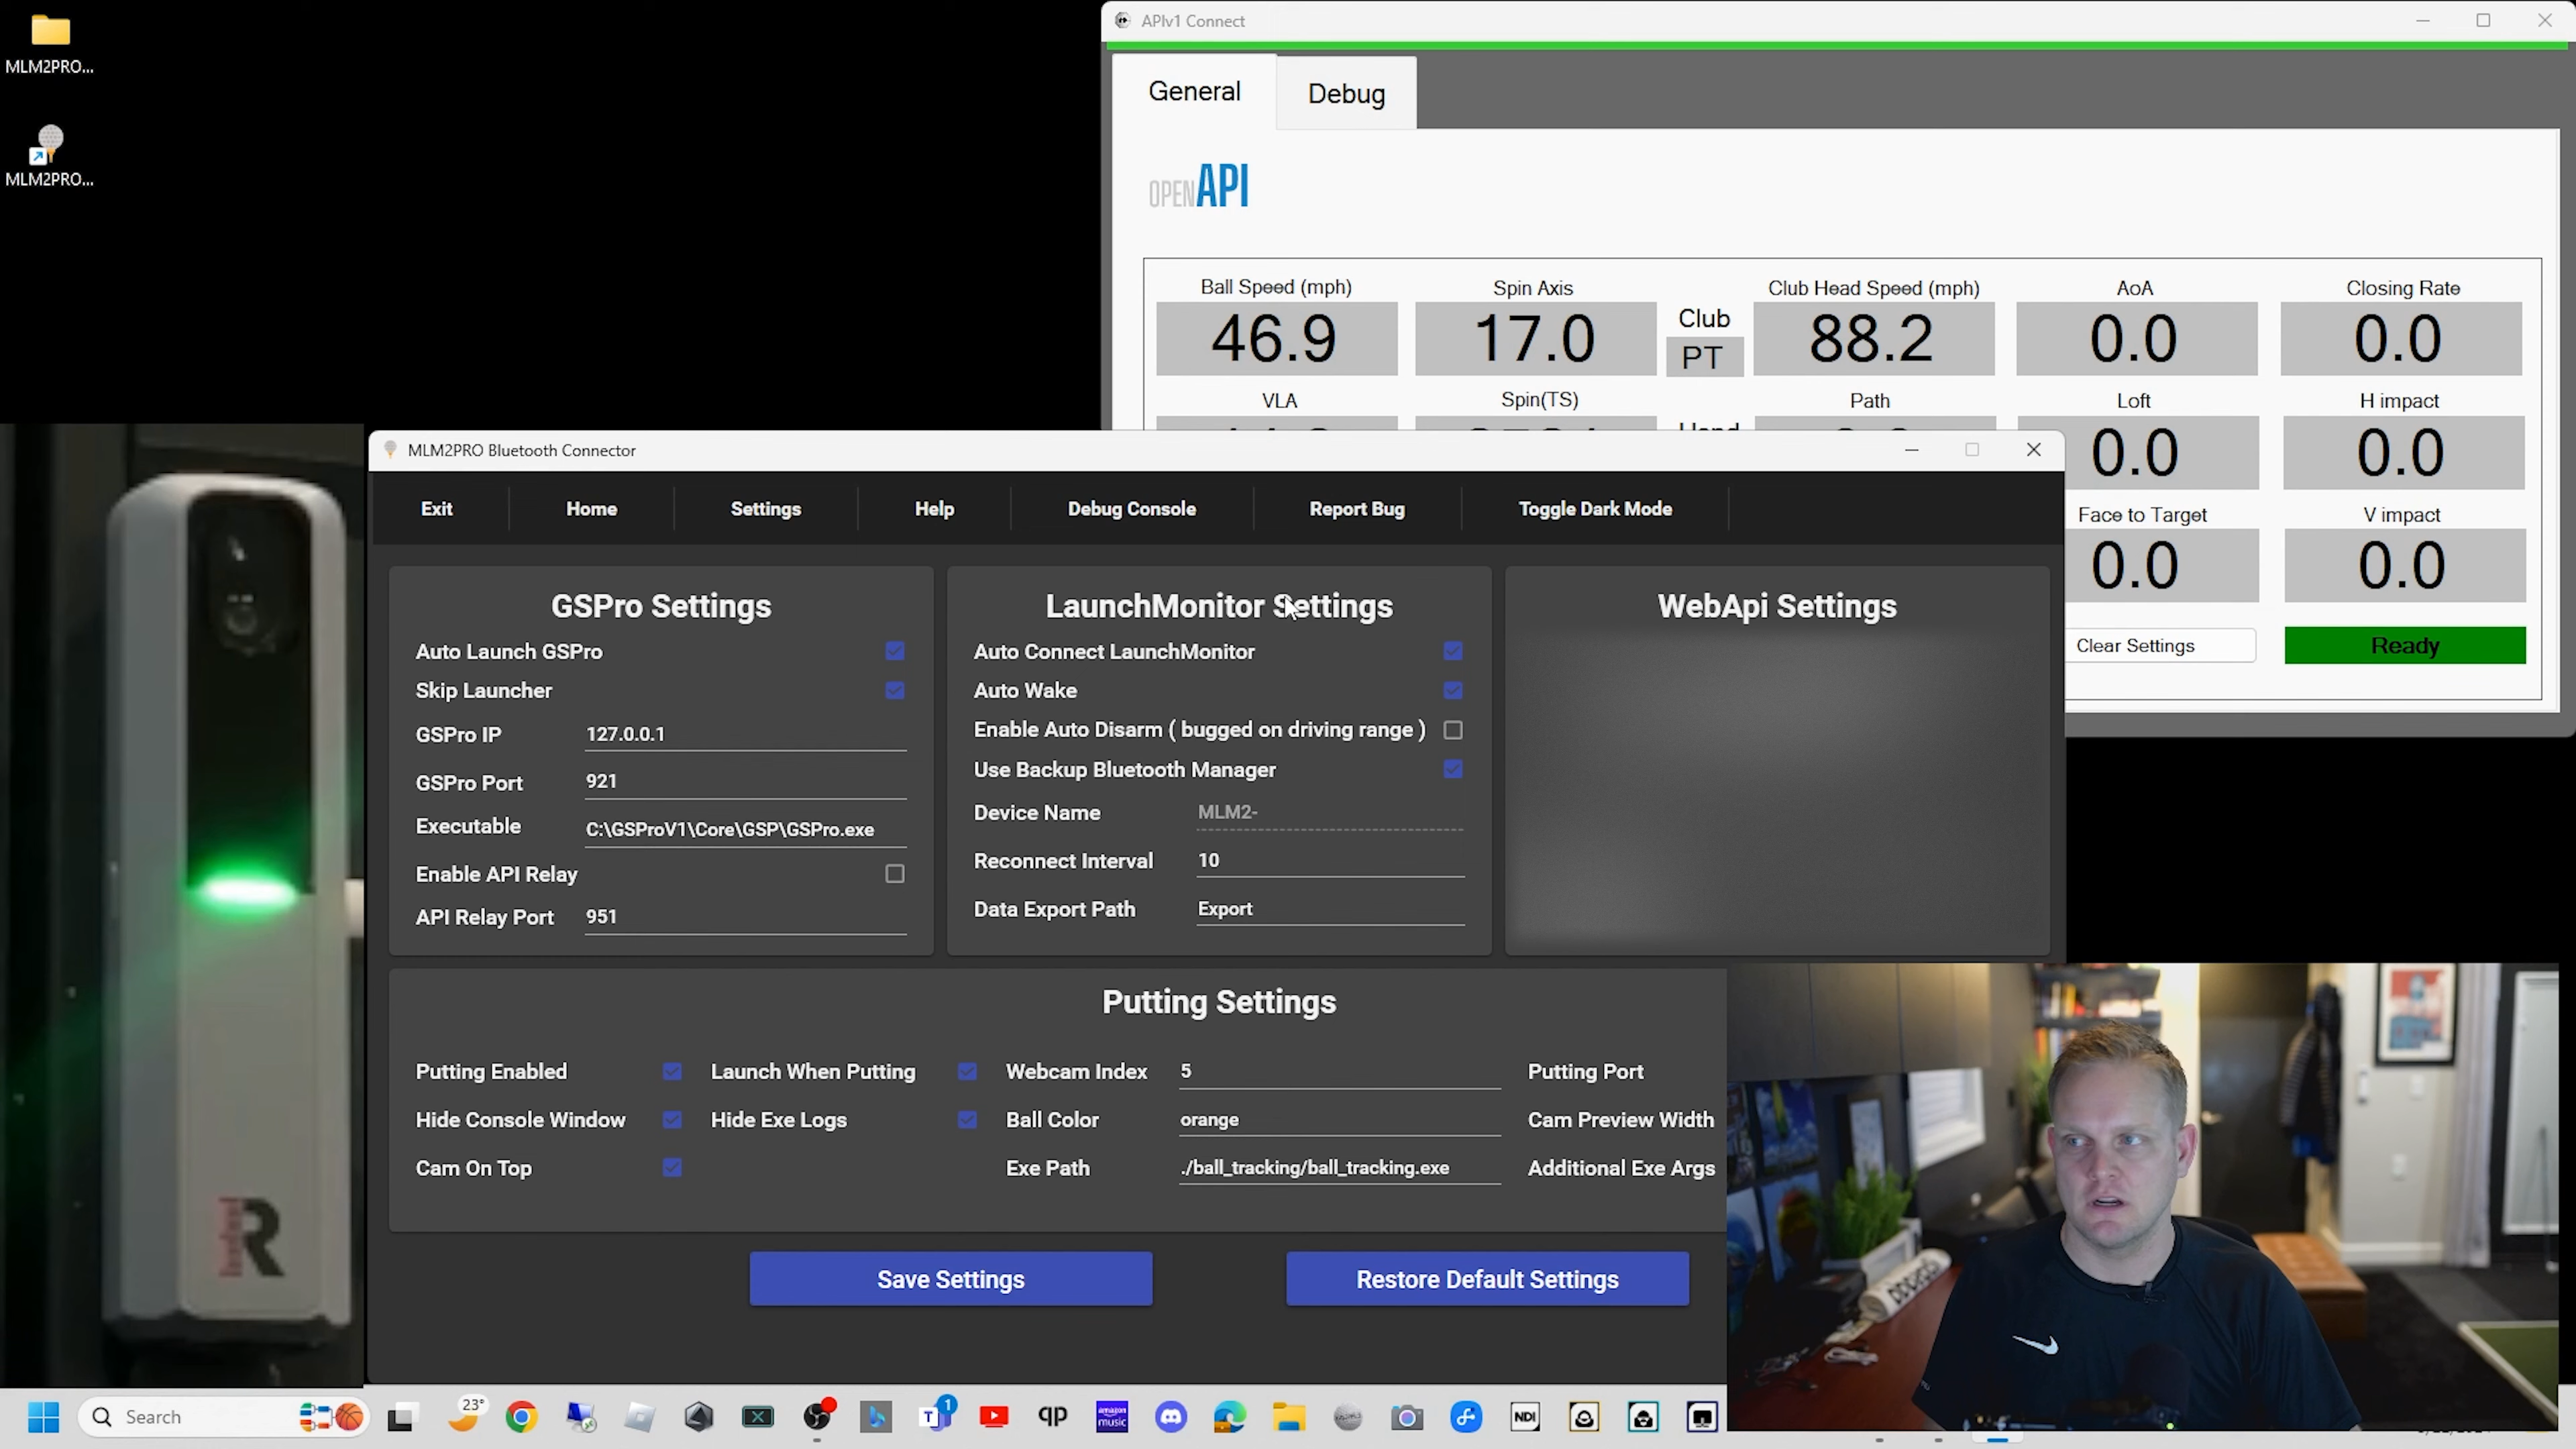 MLM2PRO...
MLM2PRO...
APIv1 Connect
General
Debug
OPENAPI
Ball Speed (mph)
46.9
Spin Axis
17.0
Club
PT
Club Head Speed (mph)
88.2
AoA
0.0
Closing Rate
0.0
VLA
Spin(TS)
Path
Loft
0.0
H impact
0.0
Face to Target
0.0
V impact
0.0
Clear Settings
Ready
MLM2PRO Bluetooth Connector
Exit
Home
Settings
Help
Debug Console
Report Bug
Toggle Dark Mode
GSPro Settings
Auto Launch GSPro
Skip Launcher
GSPro IP 127.0.0.1
GSPro Port 921
Executable C:\GSProV1\Core\GSP\GSPro.exe
Enable API Relay
API Relay Port 951
LaunchMonitor Settings
Auto Connect LaunchMonitor
Auto Wake
Enable Auto Disarm ( bugged on driving range )
Use Backup Bluetooth Manager
Device Name MLM2-
Reconnect Interval 10
Data Export Path Export
WebApi Settings
Putting Settings
Putting Enabled
Launch When Putting
Webcam Index 5
Putting Port
Hide Console Window
Hide Exe Logs
Ball Color orange
Cam Preview Width
Cam On Top
Exe Path ./ball_tracking/ball_tracking.exe
Additional Exe Args
Save Settings
Restore Default Settings
R
Search
23°
1
amazon music
NDI